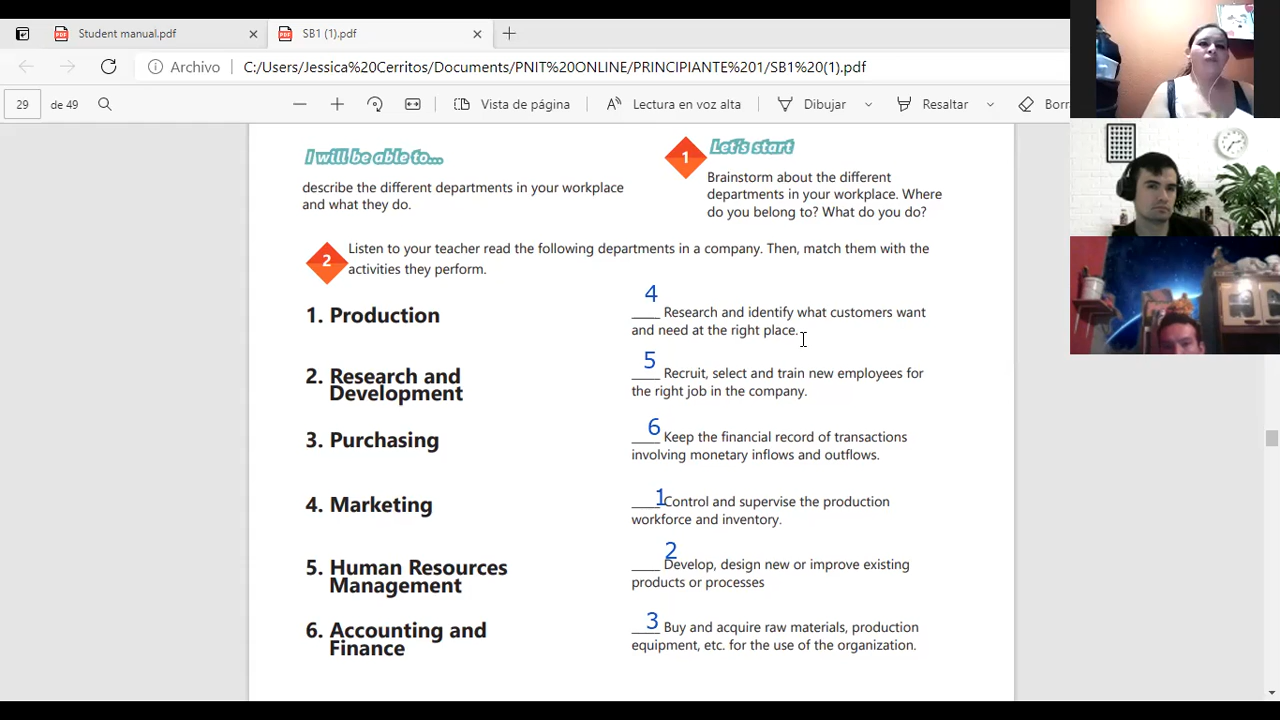 Student manual.pdf
SB1 (1).pdf
Archivo
C:/Users/Jessica%20Cerritos/Documents/PNIT%20ONLINE/PRINCIPIANTE%201/SB1%20(1).pdf
29 de 49
Vista de página
Lectura en voz alta
Dibujar
Resaltar
Borr
I will be able to...
describe the different departments in your workplace
and what they do.
1
Let's start
Brainstorm about the different
departments in your workplace. Where
do you belong to? What do you do?
2
Listen to your teacher read the following departments in a company. Then, match them with the
activities they perform.
1. Production
4
____ Research and identify what customers want
and need at the right place.
2. Research and
Development
5
____ Recruit, select and train new employees for
the right job in the company.
3. Purchasing
6
____ Keep the financial record of transactions
involving monetary inflows and outflows.
4. Marketing
1
____ Control and supervise the production
workforce and inventory.
5. Human Resources
Management
2
____ Develop, design new or improve existing
products or processes
6. Accounting and
Finance
3
____ Buy and acquire raw materials, production
equipment, etc. for the use of the organization.